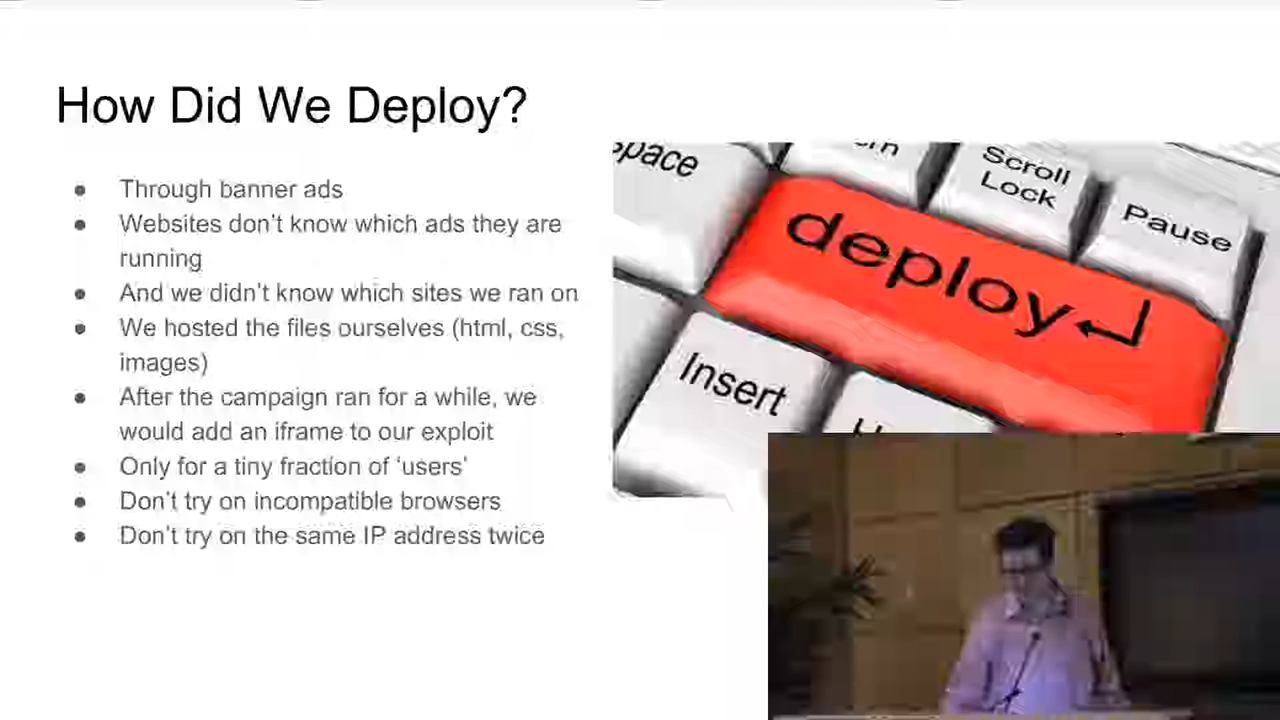 How Did We Deploy?
Through banner ads
Websites don't know which ads they are
running
And we didn't know which sites we ran on
We hosted the files ourselves (html, css,
images)
After the campaign ran for a while, we
would add an iframe to our exploit
Only for a tiny fraction of ‘users’
Don't try on incompatible browsers
Don't try on the same IP address twice
Scroll
Lock
Pause
deploy
Insert